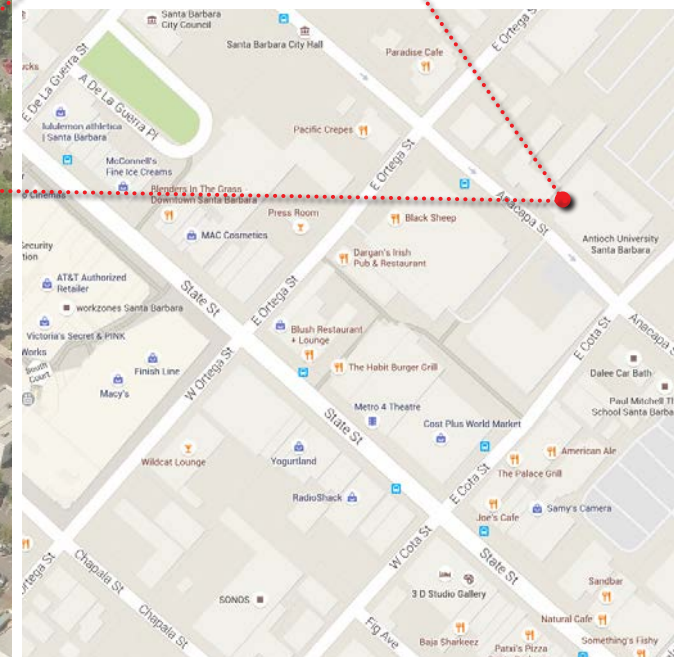 Santa Barbara
City Council
Santa Barbara City Hall
E De La Guerra St
A De La Guerra Pl
Paradise Cafe
E Ortega St
lululemon athletica
| Santa Barbara
Pacific Crepes
McConnell's
Fine Ice Creams
E Ortega St
Blenders In The Grass
Downtown Santa Barbara
Press Room
Black Sheep
Anacapa St
MAC Cosmetics
Antioch University
Santa Barbara
Dargan's Irish
Pub & Restaurant
AT&T Authorized
Retailer
State St
E Ortega St
workzones Santa Barbara
Anacapa S
Blush Restaurant
+ Lounge
E Cota St
Victoria's Secret & PINK
Works
South
Court
Finish Line
W Ortega St
The Habit Burger Grill
Dalee Car Bath
Macy's
Metro 4 Theatre
Paul Mitchell Th
School Santa Barba
State St
Cost Plus World Market
Wildcat Lounge
Yogurtland
American Ale
The Palace Grill
E Cota St
RadioShack
Joe's Cafe
Samy's Camera
Chapala St
W Cota St
State St
Sandbar
3 D Studio Gallery
SONOS
Chapala St
Natural Cafe
Fig Ave
Baja Sharkeez
Patxi's Pizza
Something's Fishy